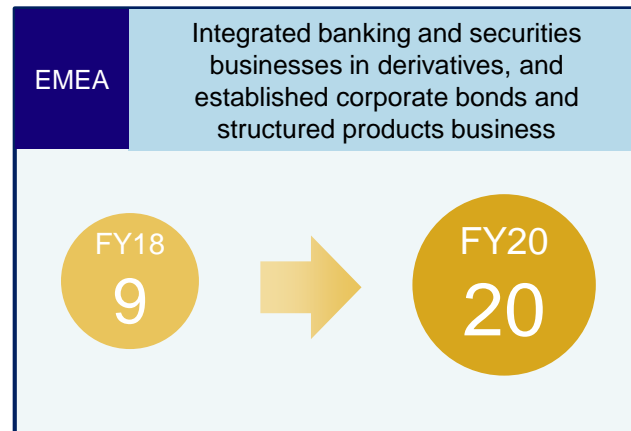 EMEA
Integrated banking and securities
businesses in derivatives, and
established corporate bonds and
structured products business
FY18
9
FY20
20